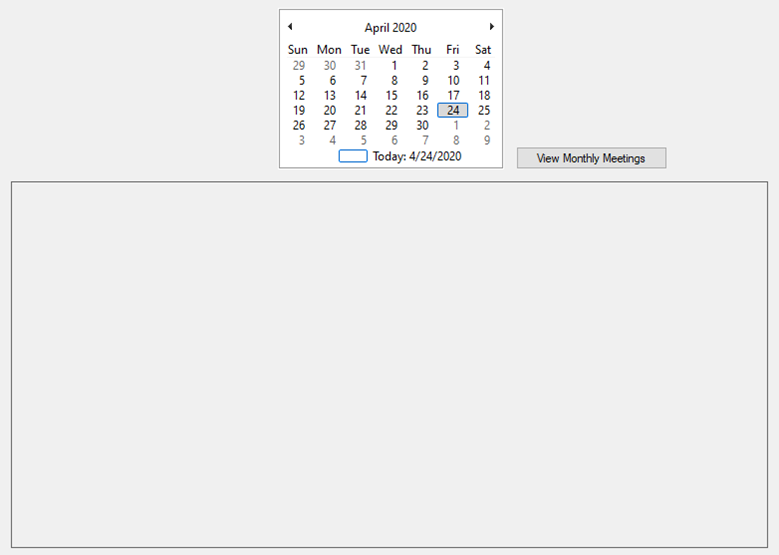 April 2020
Sun Mon Tue Wed Thu Fri Sat
29 30 31 1 2 3 4
5 6 7 8 9 10 11
12 13 14 15 16 17 18
19 20 21 22 23 24 25
26 27 28 29 30 1 2
3 4 5 6 7 8 9
Today: 4/24/2020
View Monthly Meetings